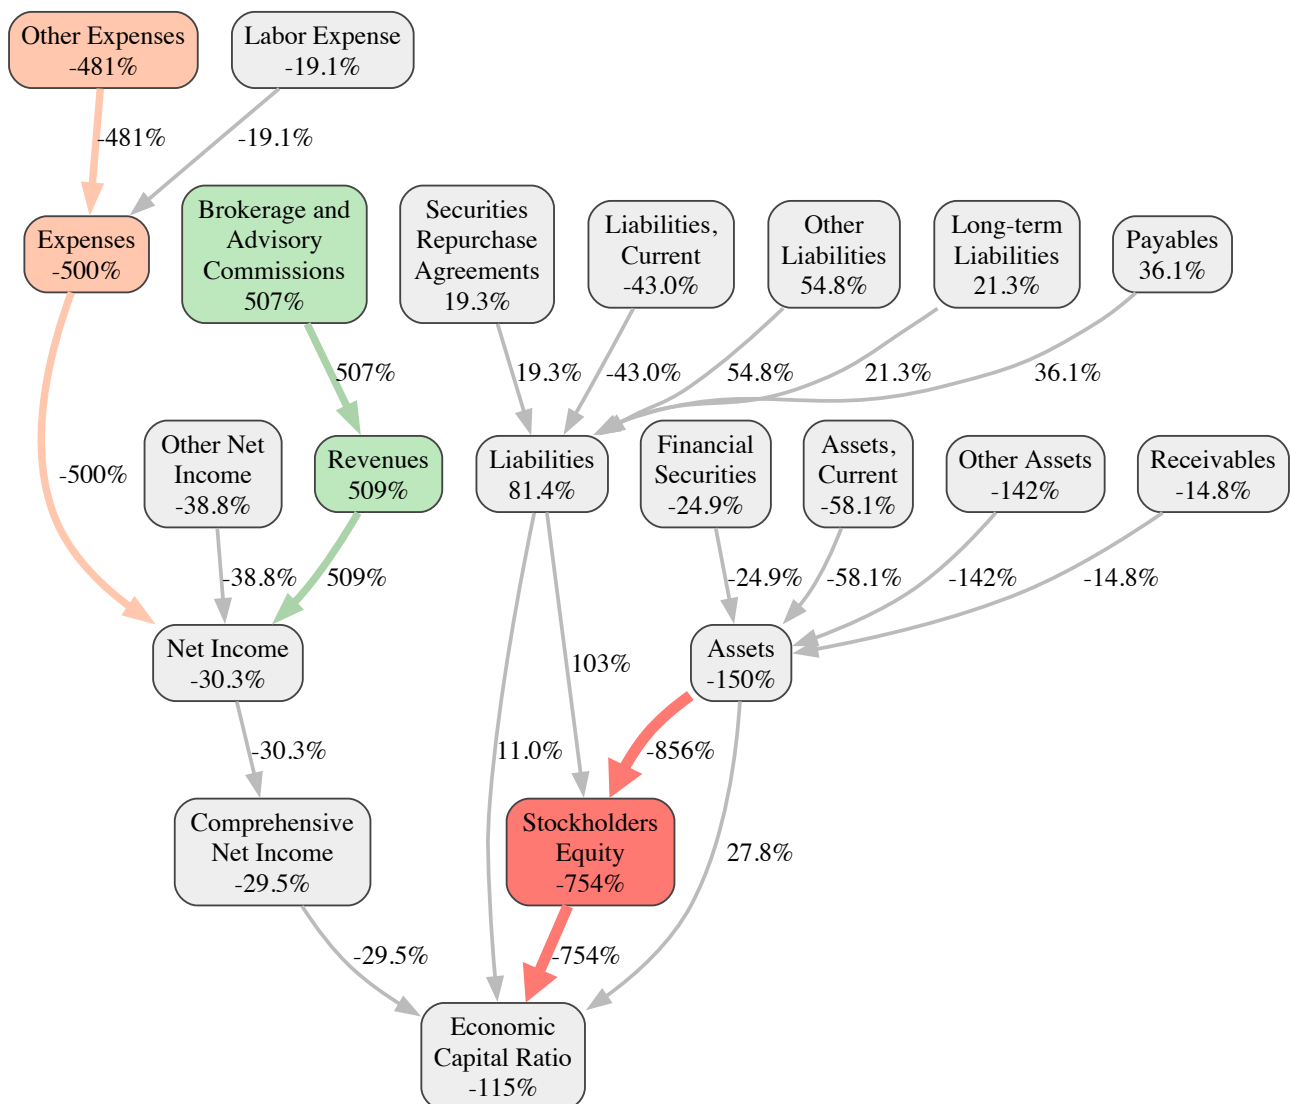 Other Expenses
-481%
Labor Expense
-19.1%
-481%
-19.1%
Expenses
-500%
Brokerage and
Advisory
Commissions
507%
Securities
Repurchase
Agreements
19.3%
Liabilities,
Current
-43.0%
Other
Liabilities
54.8%
Long-term
Liabilities
21.3%
Payables
36.1%
507%
19.3%
-43.0%
54.8%
21.3%
36.1%
-500%
Other Net
Income
-38.8%
Revenues
509%
Liabilities
81.4%
Financial
Securities
-24.9%
Assets,
Current
-58.1%
Other Assets
-142%
Receivables
-14.8%
-38.8%
509%
-24.9%
-58.1%
-142%
-14.8%
Net Income
-30.3%
103%
Assets
-150%
-30.3%
11.0%
-856%
Comprehensive
Net Income
-29.5%
Stockholders
Equity
-754%
27.8%
-29.5%
-754%
Economic
Capital Ratio
-115%